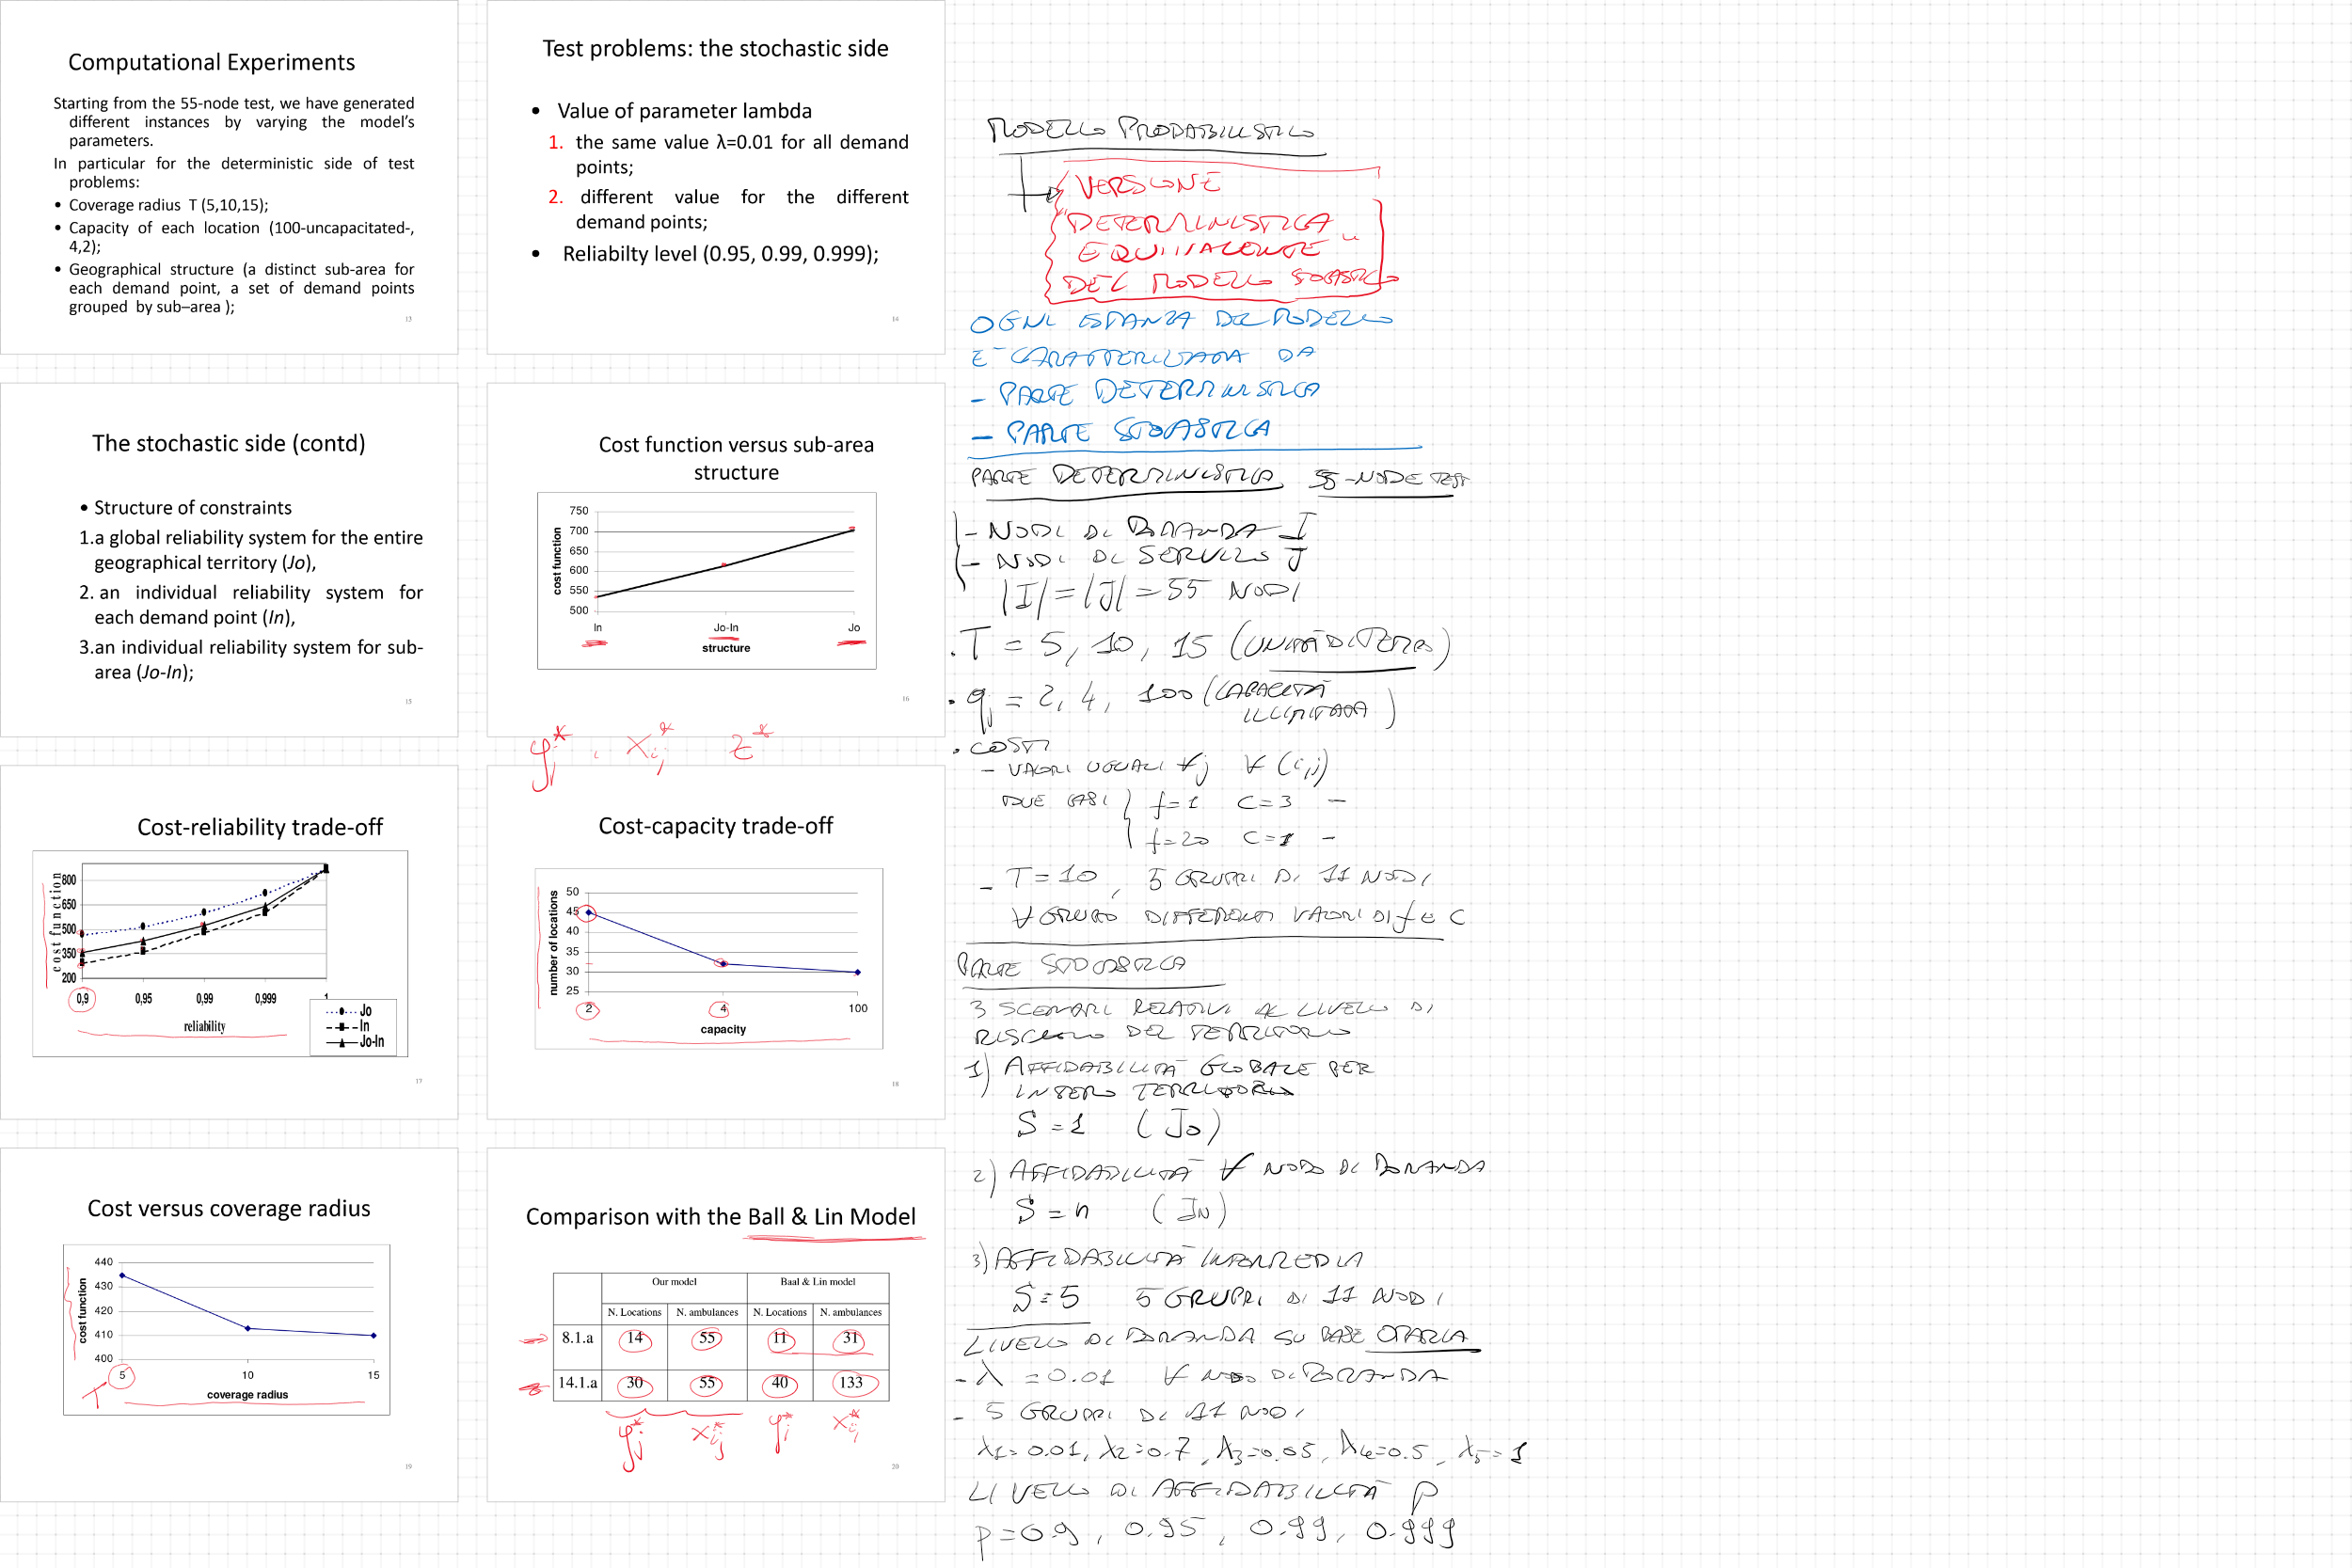 Computational Experiments
Starting from the 55-node test, we have generated
different instances by varying the model's
parameters.
In particular for the deterministic side of test
problems:
• Coverage radius T (5,10,15);
• Capacity of each location (100-uncapacitated-,
4,2);
• Geographical structure (a distinct sub-area for
each demand point, a set of demand points
grouped by sub–area );
13
Test problems: the stochastic side
• Value of parameter lambda
1. the same value λ=0.01 for all demand
points;
2. different value for the different
demand points;
• Reliabilty level (0.95, 0.99, 0.999);
14
The stochastic side (contd)
• Structure of constraints
1.a global reliability system for the entire
geographical territory (Jo),
2. an individual reliability system for
each demand point (In),
3.an individual reliability system for sub-
area (Jo-In);
15
Cost function versus sub-area
structure
cost function
750
700
650
600
550
500
In Jo-In Jo
structure
16
yj* , xij* z*
Cost-reliability trade-off
cost function
800
650
500
350
200
0,9 0,95 0,99 0,999 1
reliability
Jo
In
Jo-In
17
Cost-capacity trade-off
number of locations
50
45
40
35
30
25
2 4 100
capacity
18
Cost versus coverage radius
cost function
440
430
420
410
400
5 10 15
T
coverage radius
19
Comparison with the Ball & Lin Model
Our model Baal & Lin model
N. Locations N. ambulances N. Locations N. ambulances
8.1.a 14 55 11 31
14.1.a 30 55 40 133
yj* xij* yj* xij*
20
MODELLO PROBABILISTICO
VERSIONE
"DETERMINISTICA
EQUIVALENTE"
DEL MODELLO STOCASTICO
OGNI ISTANZA DEL MODELLO
E' CARATTERIZZATA DA
- PARTE DETERMINISTICA
- PARTE STOCASTICA
PARTE DETERMINISTICA 55-NODE TEST
- NODI DI DOMANDA I
- NODI DI SERVIZIO J
|I|=|J|=55 NODI
. T = 5, 10, 15 (UNITÀ DI TEMPO)
. qj = 2, 4, 100 (CAPACITÀ
ILLIMITATA)
. COSTI
- VALORI UGUALI ∀j ∀(i,j)
DUE CASI { f=1 C=3 -
f=20 C=1 -
- T=10, 5 GRUPPI DI 11 NODI
∀ GRUPPO DIFFERENTI VALORI DI f E C
PARTE STOCASTICA
3 SCENARI RELATIVI AL LIVELLO DI
RISCHIO DEL TERRITORIO
1) AFFIDABILITÀ GLOBALE PER
INTERO TERRITORIO
S=1 (Jo)
2) AFFIDABILITÀ ∀ NODO DI DOMANDA
S=n (In)
3) AFFIDABILITÀ INTERMEDIA
S=5 5 GRUPPI DI 11 NODI
LIVELLO DI DOMANDA SU BASE ORARIA
- λ = 0.01 ∀ NODO DI DOMANDA
- 5 GRUPPI DI 11 NODI
λ1=0.01, λ2=0.7, λ3=0.05, λ4=0.5, λ5=1
LIVELLO DI AFFIDABILITÀ p
p=0.9, 0.95, 0.99, 0.999